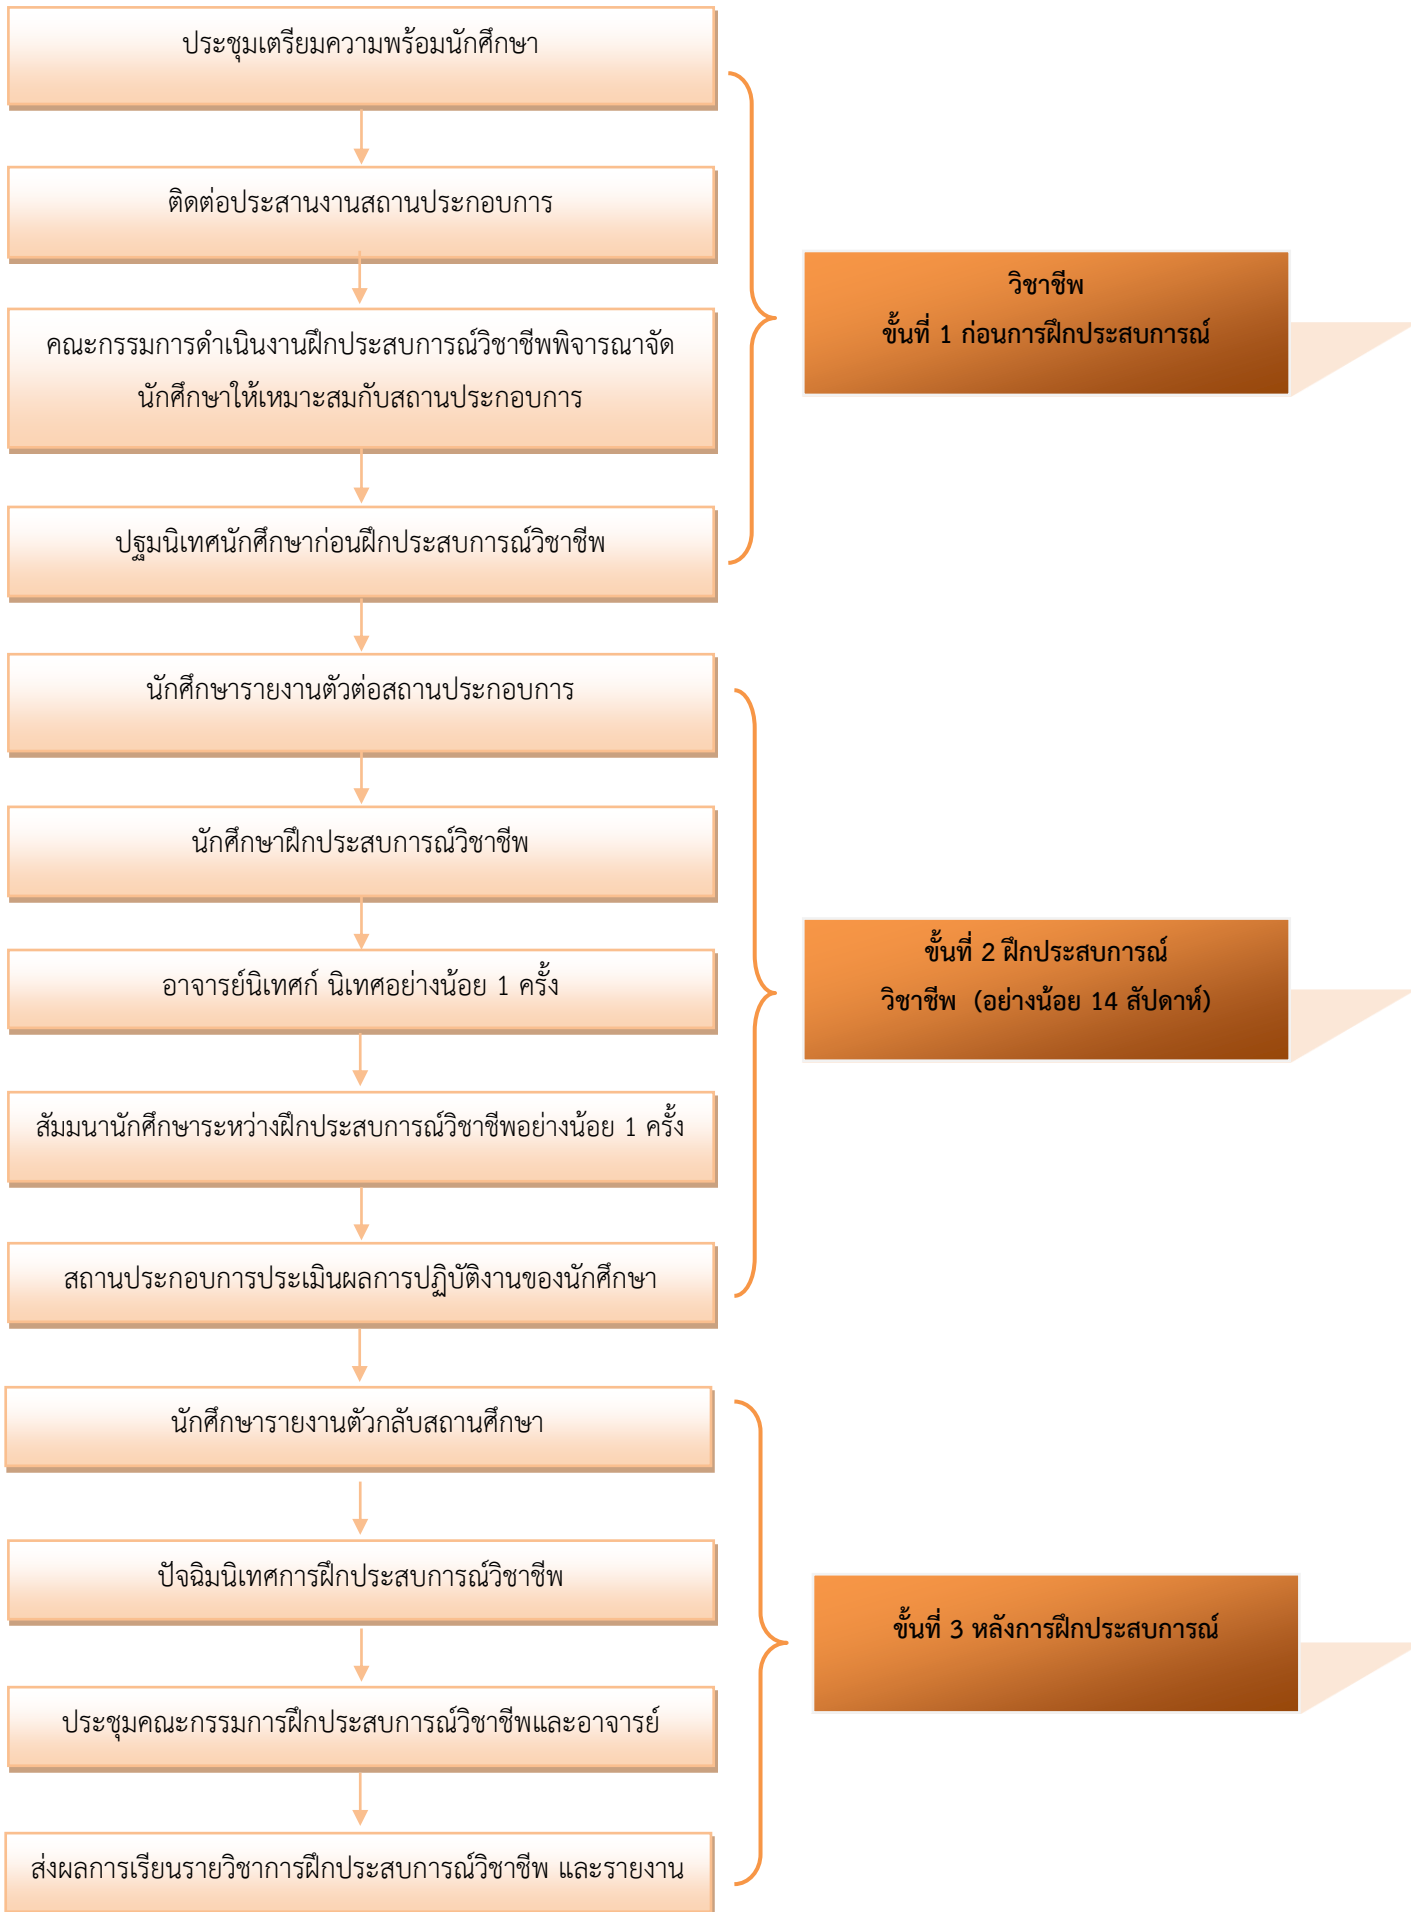 ประชุมเตรียมความพร้อมนักศึกษา
ติดต่อประสานงานสถานประกอบการ
คณะกรรมการดำเนินงานฝึกประสบการณ์วิชาชีพพิจารณาจัด
นักศึกษาให้เหมาะสมกับสถานประกอบการ
ปฐมนิเทศนักศึกษาก่อนฝึกประสบการณ์วิชาชีพ
วิชาชีพ
ขั้นที่ 1 ก่อนการฝึกประสบการณ์
นักศึกษารายงานตัวต่อสถานประกอบการ
นักศึกษาฝึกประสบการณ์วิชาชีพ
อาจารย์นิเทศก์ นิเทศอย่างน้อย 1 ครั้ง
สัมมนานักศึกษาระหว่างฝึกประสบการณ์วิชาชีพอย่างน้อย 1 ครั้ง
สถานประกอบการประเมินผลการปฏิบัติงานของนักศึกษา
ขั้นที่ 2 ฝึกประสบการณ์
วิชาชีพ (อย่างน้อย 14 สัปดาห์)
นักศึกษารายงานตัวกลับสถานศึกษา
ปัจฉิมนิเทศการฝึกประสบการณ์วิชาชีพ
ประชุมคณะกรรมการฝึกประสบการณ์วิชาชีพและอาจารย์
ส่งผลการเรียนรายวิชาการฝึกประสบการณ์วิชาชีพ และรายงาน
ขั้นที่ 3 หลังการฝึกประสบการณ์